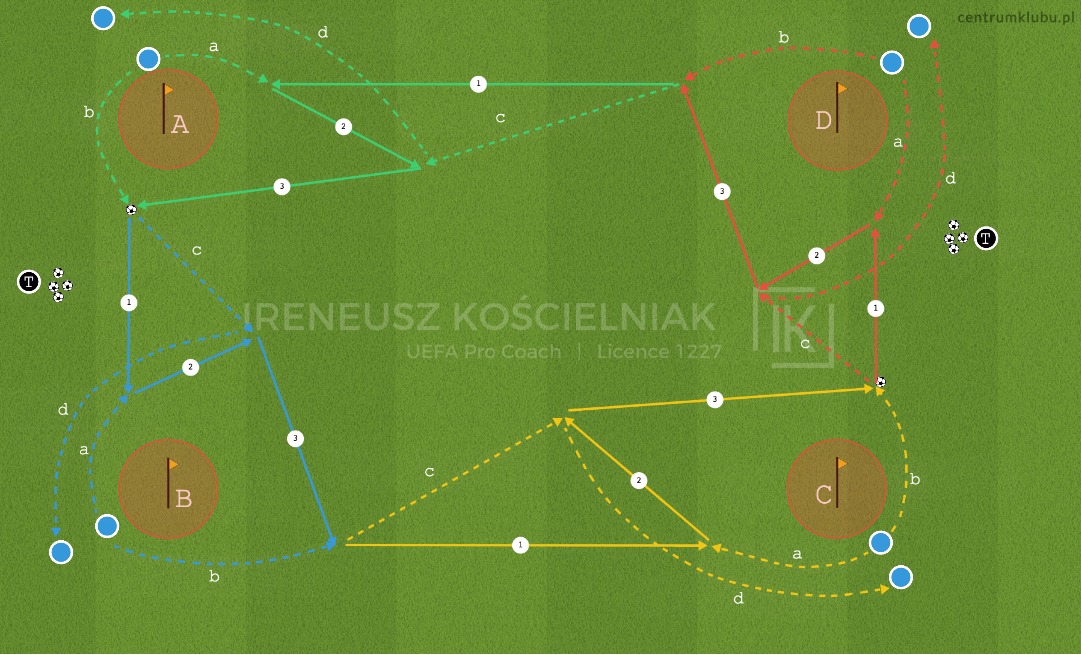 centrumklubu.pl
d
b
a
1
b
A
2
c
D
a
3
3
d
c
2
T
T
1
1
IRENEUSZ KOŚCIELNIAK
IK
UEFA Pro Coach | Licence 1227
c
2
d
3
3
a
c
b
2
B
C
1
a
b
d